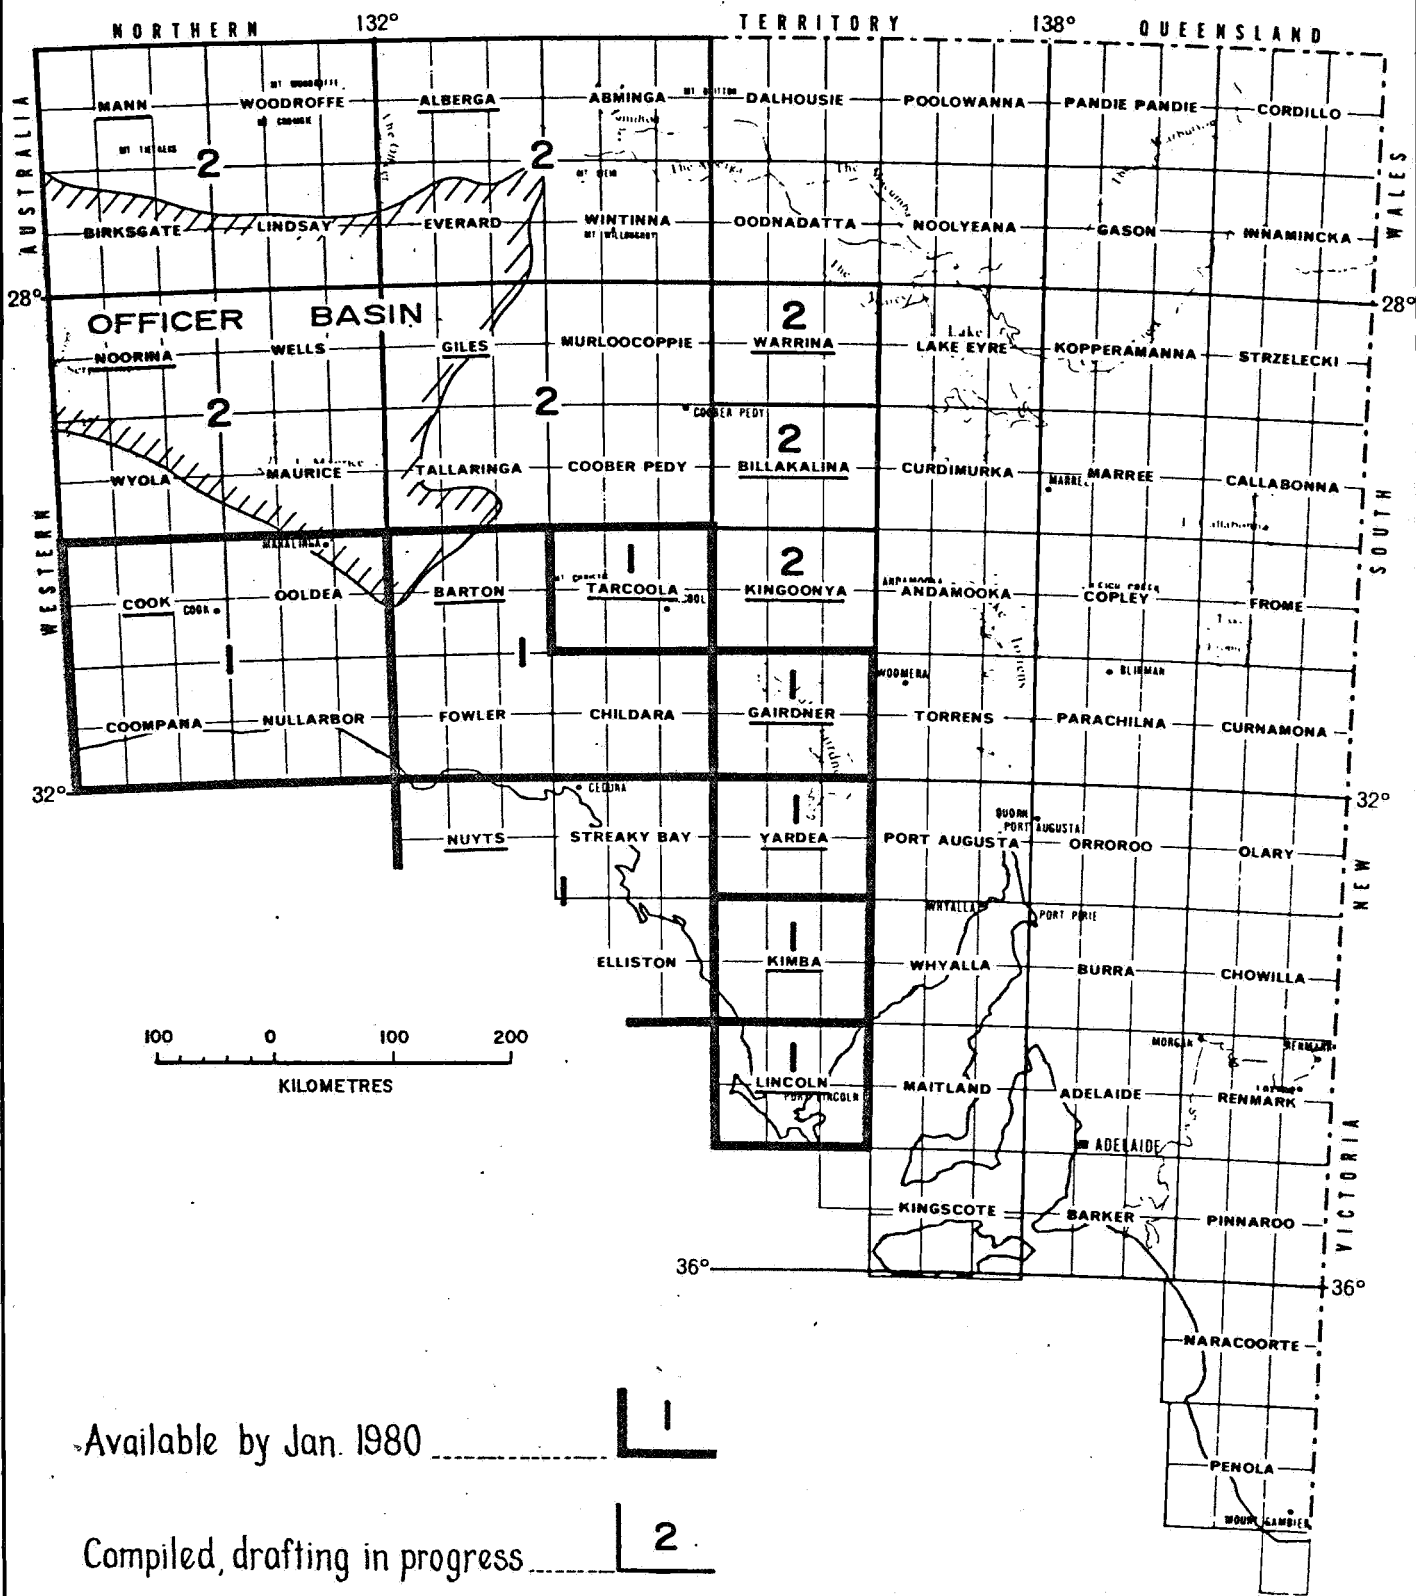 NORTHERN 132° TERRITORY 138° QUEENSLAND
MANN WOODROFFE ALBERGA ABMINGA DALHOUSIE POOLOWANNA PANDIE PANDIE CORDILLO
AUSTRALIA
2 2
WALES
BIRKSGATE LINDSAY EVERARD WINTINNA OODNADATTA NOOLYEANA GASON INNAMINCKA
28° 28°
OFFICER BASIN 2
NOORINA WELLS GILES MURLOOCOPPIE WARRINA LAKE EYRE KOPPERAMANNA STRZELECKI
2 2 COOBER PEDY 2
WYOLA MAURICE TALLARINGA COOBER PEDY BILLAKALINA CURDIMURKA MARREE CALLABONNA
WESTERN
SOUTH
MARALINGA
1 2
COOK COOK OOLDEA BARTON TARCOOLA KINGOONYA ANDAMOOKA COPLEY FROME
1 1 1 WOOMERA BLINMAN
COOMPANA NULLARBOR FOWLER CHILDARA GAIRDNER TORRENS PARACHILNA CURNAMONA
32° CEDUNA 32°
1 QUORN
PORT AUGUSTA
NUYTS STREAKY BAY YARDEA PORT AUGUSTA ORROROO OLARY
NEW
1 WHYALLA PORT PIRIE
1
ELLISTON KIMBA WHYALLA BURRA CHOWILLA
100 0 100 200
KILOMETRES
1 MORGAN RENMARK
LINCOLN MAITLAND ADELAIDE RENMARK
PORT LINCOLN
ADELAIDE
VICTORIA
KINGSCOTE BARKER PINNAROO
36° 36°
NARACOORTE
Available by Jan. 1980 1
PENOLA
MOUNT GAMBIER
Compiled, drafting in progress 2